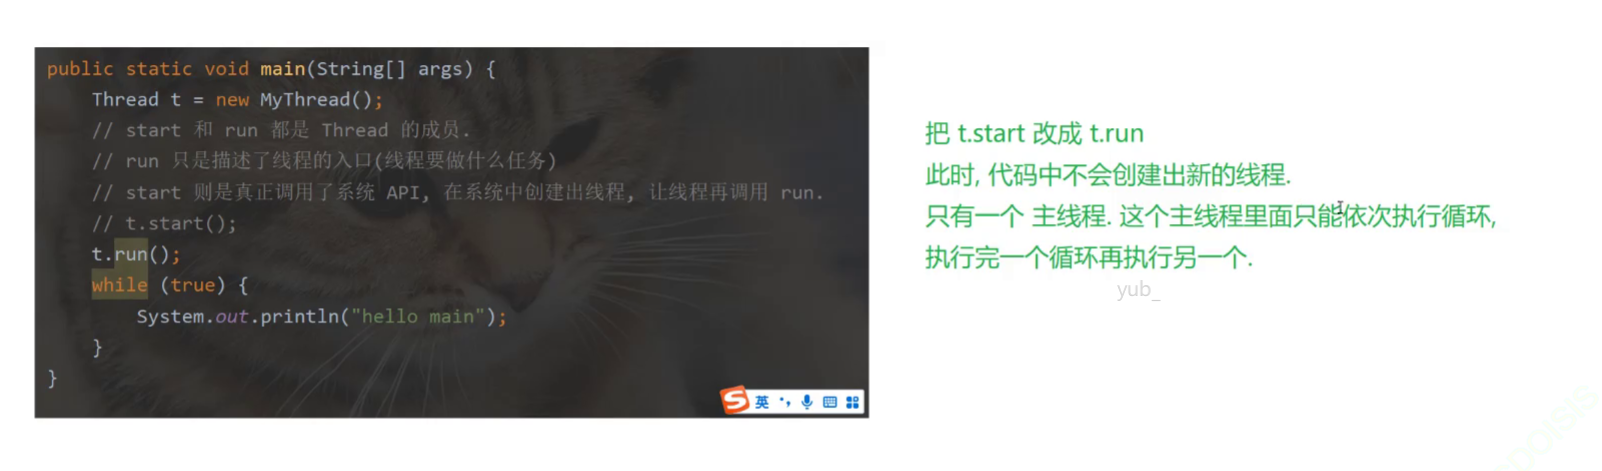 public static void main(String[] args) {
Thread t = new MyThread();
// start 和 run 都是 Thread 的成员.
// run 只是描述了线程的入口(线程要做什么任务)
// start 则是真正调用了系统 API, 在系统中创建出线程, 让线程再调用 run.
// t.start();
t.run();
while (true) {
System.out.println("hello main");
}
}
英
把 t.start 改成 t.run
此时, 代码中不会创建出新的线程.
只有一个 主线程. 这个主线程里面只能依次执行循环,
执行完一个循环再执行另一个.
yub_